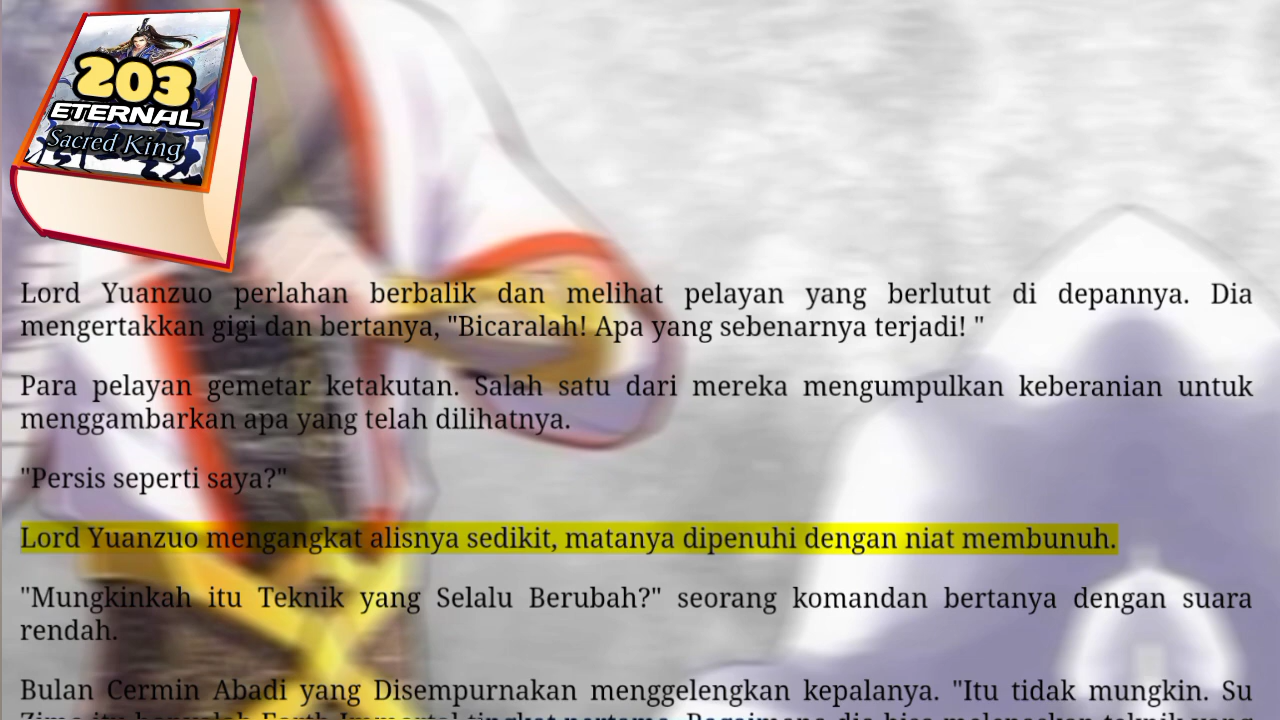 203
ETERNAL
Sacred King
Lord Yuanzuo perlahan berbalik dan melihat pelayan yang berlutut di depannya. Dia
mengertakkan gigi dan bertanya, "Bicaralah! Apa yang sebenarnya terjadi! "
Para pelayan gemetar ketakutan. Salah satu dari mereka mengumpulkan keberanian untuk
menggambarkan apa yang telah dilihatnya.
"Persis seperti saya?"
Lord Yuanzuo mengangkat alisnya sedikit, matanya dipenuhi dengan niat membunuh.
"Mungkinkah itu Teknik yang Selalu Berubah?" seorang komandan bertanya dengan suara
rendah.
Bulan Cermin Abadi yang Disempurnakan menggelengkan kepalanya. "Itu tidak mungkin. Su